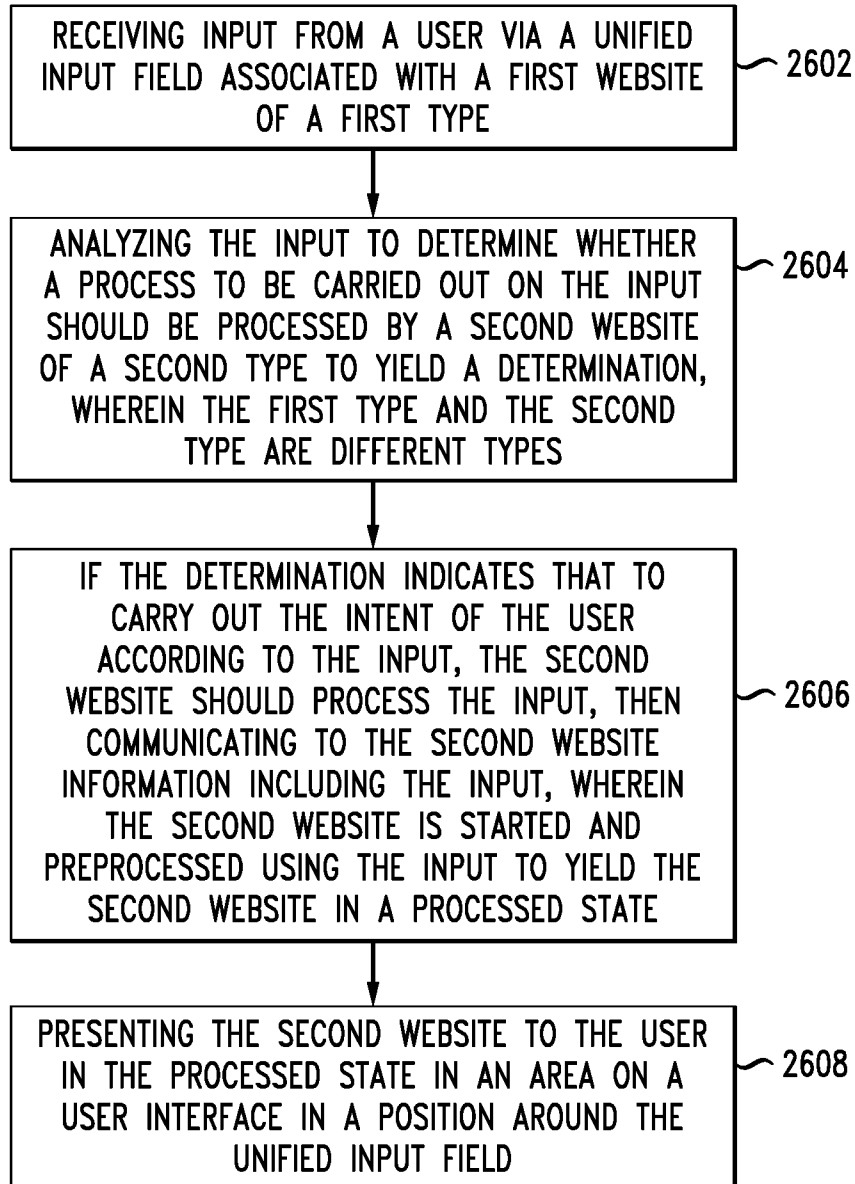 RECEIVING INPUT FROM A USER VIA A UNIFIED
INPUT FIELD ASSOCIATED WITH A FIRST WEBSITE
OF A FIRST TYPE
2602
ANALYZING THE INPUT TO DETERMINE WHETHER
A PROCESS TO BE CARRIED OUT ON THE INPUT
SHOULD BE PROCESSED BY A SECOND WEBSITE
OF A SECOND TYPE TO YIELD A DETERMINATION,
WHEREIN THE FIRST TYPE AND THE SECOND
TYPE ARE DIFFERENT TYPES
2604
IF THE DETERMINATION INDICATES THAT TO
CARRY OUT THE INTENT OF THE USER
ACCORDING TO THE INPUT, THE SECOND
WEBSITE SHOULD PROCESS THE INPUT, THEN
COMMUNICATING TO THE SECOND WEBSITE
INFORMATION INCLUDING THE INPUT, WHEREIN
THE SECOND WEBSITE IS STARTED AND
PREPROCESSED USING THE INPUT TO YIELD THE
SECOND WEBSITE IN A PROCESSED STATE
2606
PRESENTING THE SECOND WEBSITE TO THE USER
IN THE PROCESSED STATE IN AN AREA ON A
USER INTERFACE IN A POSITION AROUND THE
UNIFIED INPUT FIELD
2608